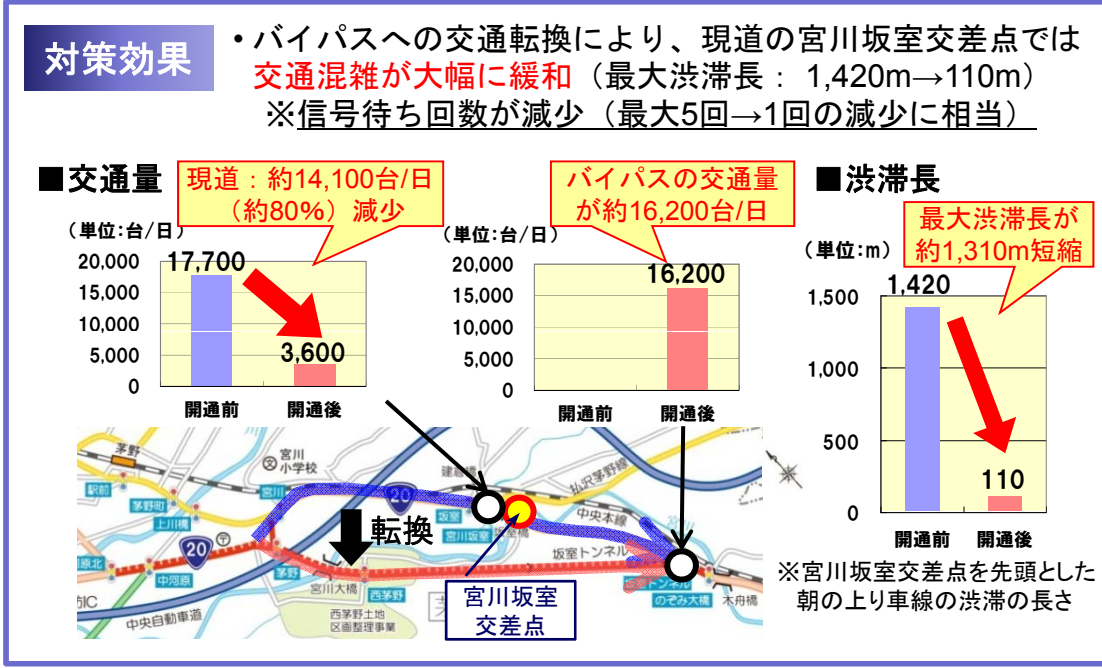 対策効果
・バイパスへの交通転換により、現道の宮川坂室交差点では
交通混雑が大幅に緩和（最大渋滞長： 1,420m→110m）
※信号待ち回数が減少（最大5回→1回の減少に相当）
■交通量
現道：約14,100台/日
（約80%）減少
（単位:台/日）
20,000
15,000
10,000
5,000
0
17,700
3,600
開通前
開通後
バイパスの交通量
が約16,200台/日
（単位:台/日）
20,000
15,000
10,000
5,000
0
16,200
開通前
開通後
■渋滞長
最大渋滞長が
約1,310m短縮
（単位:m）
1,500
1,000
500
0
1,420
110
開通前
開通後
※宮川坂室交差点を先頭とした
朝の上り車線の渋滞の長さ
茅野
駅前
茅野町
上川橋
宮川
小学校
宮川
20
建倉橋
坂室
宮川坂室
坂室橋
払沢茅野線
中央本線
転換
20
原北
中河原
茅野
宮川大橋
西茅野
坂室トンネル
坂室トンネル
のぞみ大橋
木舟橋
中央自動車道
西茅野土地
区画整理事業
宮川坂室
交差点